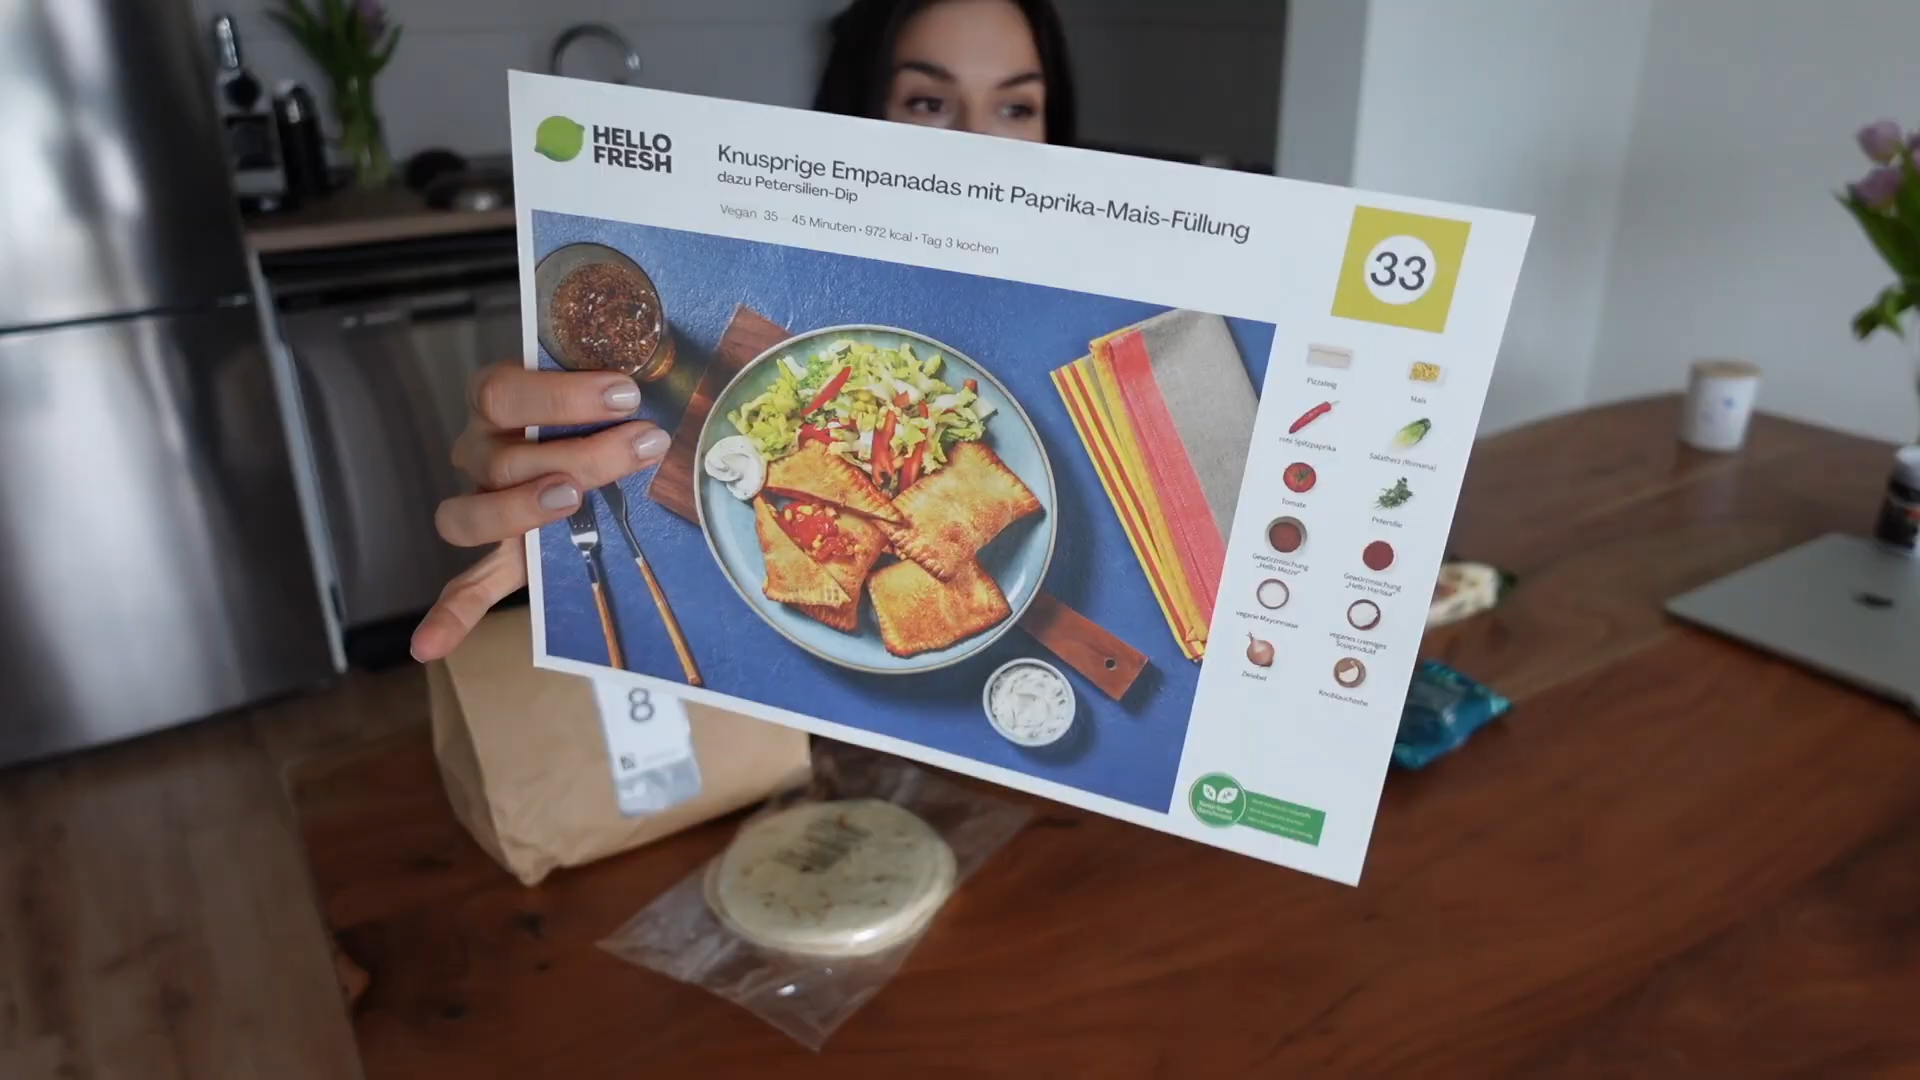 HELLO
FRESH
Knusprige Empanadas mit Paprika-Mais-Füllung
dazu Petersilien-Dip
Vegan 35 - 45 Minuten • 972 kcal • Tag 3 kochen
33
Pizzateig
Mais
rote Spitzpaprika
Salatherz (Romana)
Tomate
Petersilie
Gewürzmischung
„Hello Mezze“
Gewürzmischung
„Hello Harissa“
vegane Mayonnaise
veganes cremiges
Sojaprodukt
Zwiebel
Knoblauchzehe
8